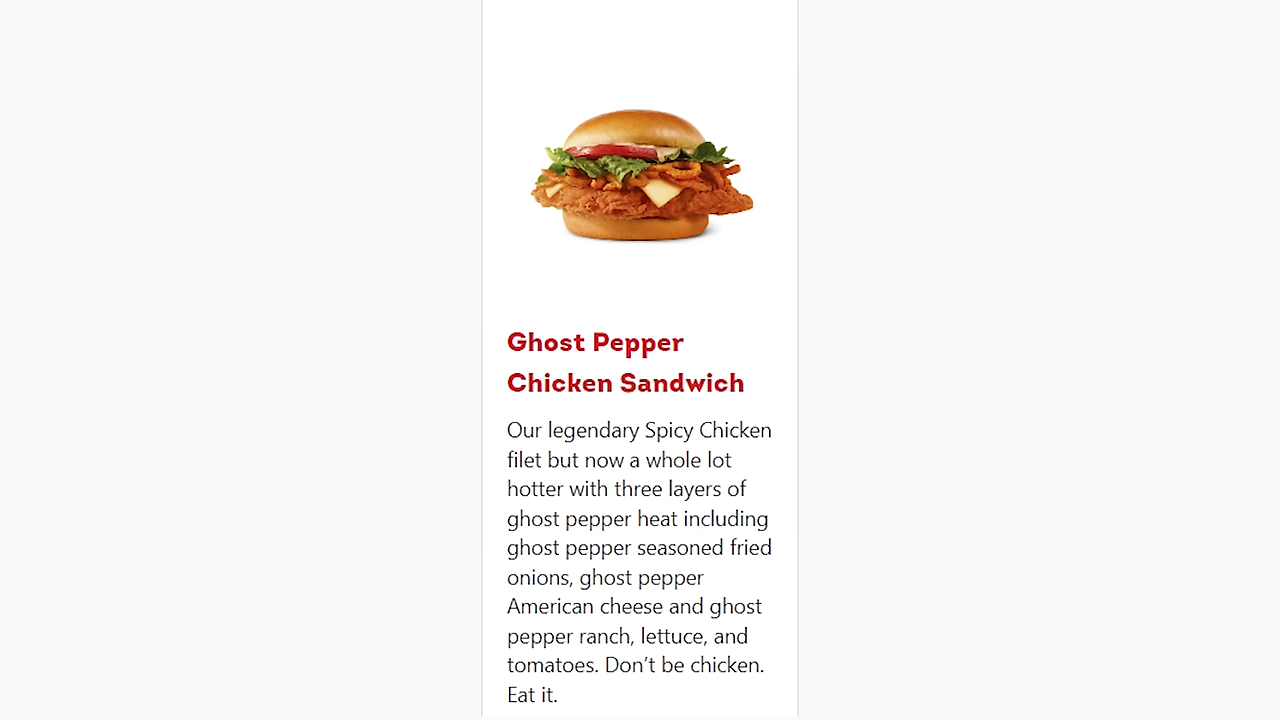 Ghost Pepper
Chicken Sandwich
Our legendary Spicy Chicken
filet but now a whole lot
hotter with three layers of
ghost pepper heat including
ghost pepper seasoned fried
onions, ghost pepper
American cheese and ghost
pepper ranch, lettuce, and
tomatoes. Don’t be chicken.
Eat it.